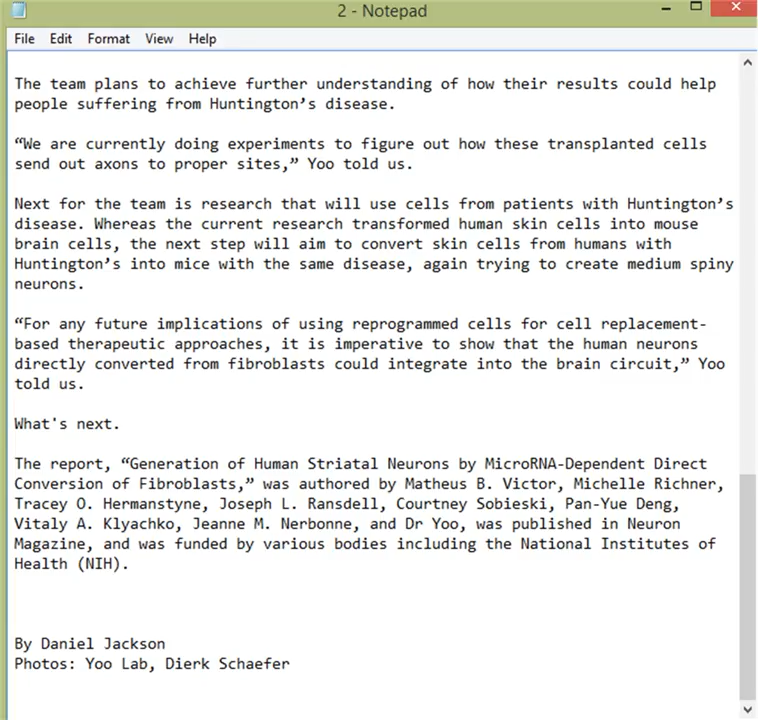 2 - Notepad
File Edit Format View Help
The team plans to achieve further understanding of how their results could help
people suffering from Huntington’s disease.
“We are currently doing experiments to figure out how these transplanted cells
send out axons to proper sites,” Yoo told us.
Next for the team is research that will use cells from patients with Huntington’s
disease. Whereas the current research transformed human skin cells into mouse
brain cells, the next step will aim to convert skin cells from humans with
Huntington’s into mice with the same disease, again trying to create medium spiny
neurons.
“For any future implications of using reprogrammed cells for cell replacement-
based therapeutic approaches, it is imperative to show that the human neurons
directly converted from fibroblasts could integrate into the brain circuit,” Yoo
told us.
What's next.
The report, “Generation of Human Striatal Neurons by MicroRNA-Dependent Direct
Conversion of Fibroblasts,” was authored by Matheus B. Victor, Michelle Richner,
Tracey O. Hermanstyne, Joseph L. Ransdell, Courtney Sobieski, Pan-Yue Deng,
Vitaly A. Klyachko, Jeanne M. Nerbonne, and Dr Yoo, was published in Neuron
Magazine, and was funded by various bodies including the National Institutes of
Health (NIH).
By Daniel Jackson
Photos: Yoo Lab, Dierk Schaefer